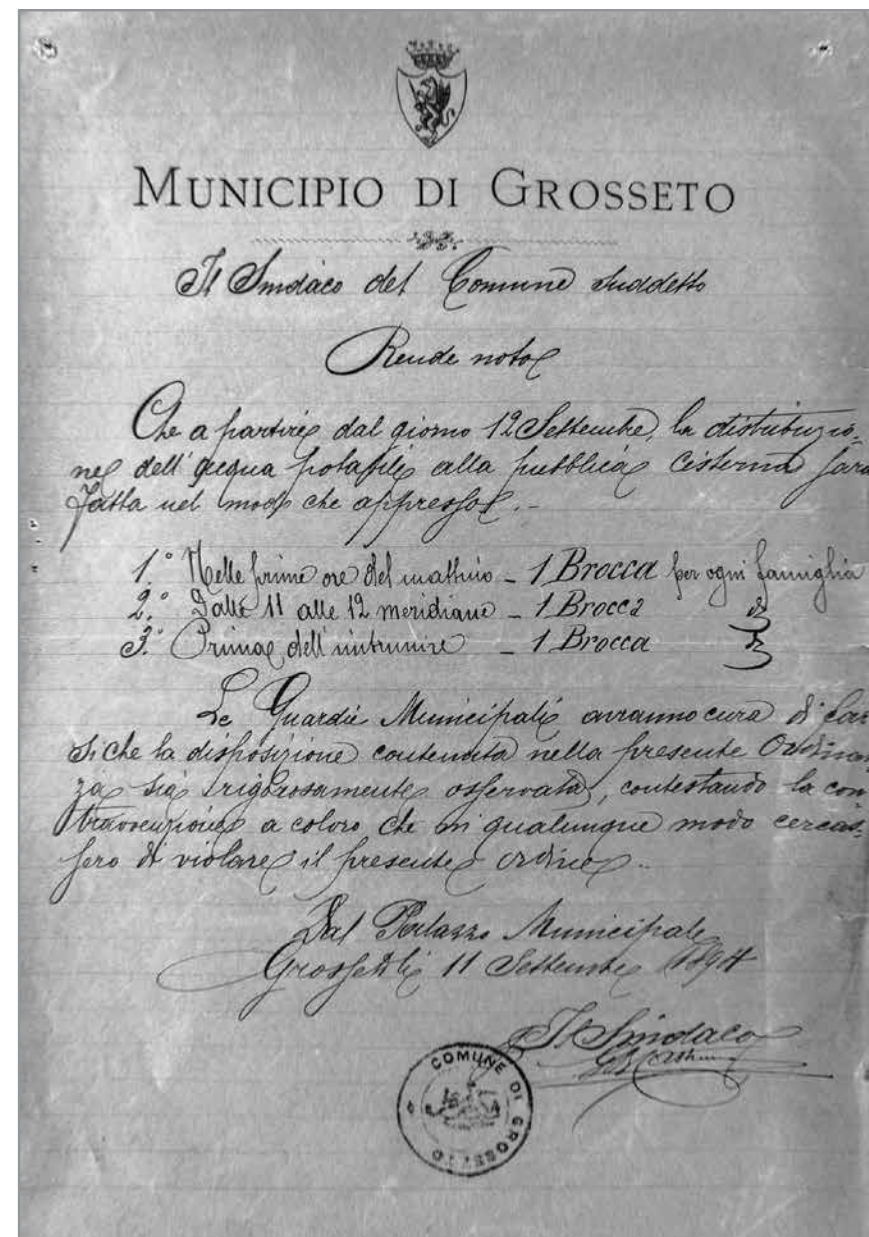 MUNICIPIO DI GROSSETO
Il Sindaco del Comune suddetto
Rende noto
Che a partire dal giorno 12 Settembre, la distribuzio-
ne dell'acqua potabile alla pubblica Cisterna sara
fatta nel modo che appresso.-
1.° Nelle prime ore del mattino - 1 Brocca per ogni famiglia
2.° Dalle 11 alle 12 meridiane - 1 Brocca
3.° Prima dell'imbrunire - 1 Brocca
Le Guardie Municipali avranno cura di far
si che la disposizione contenuta nella presente Ordinan
za sia rigorosamente osservata, contestando la con
travvenzione a coloro che in qualunque modo cercas-
sero di violare il presente ordine.
Dal Palazzo Municipale
Grosseto li 11 Settembre
Il Sindaco
COMUNE DI GROSSETO